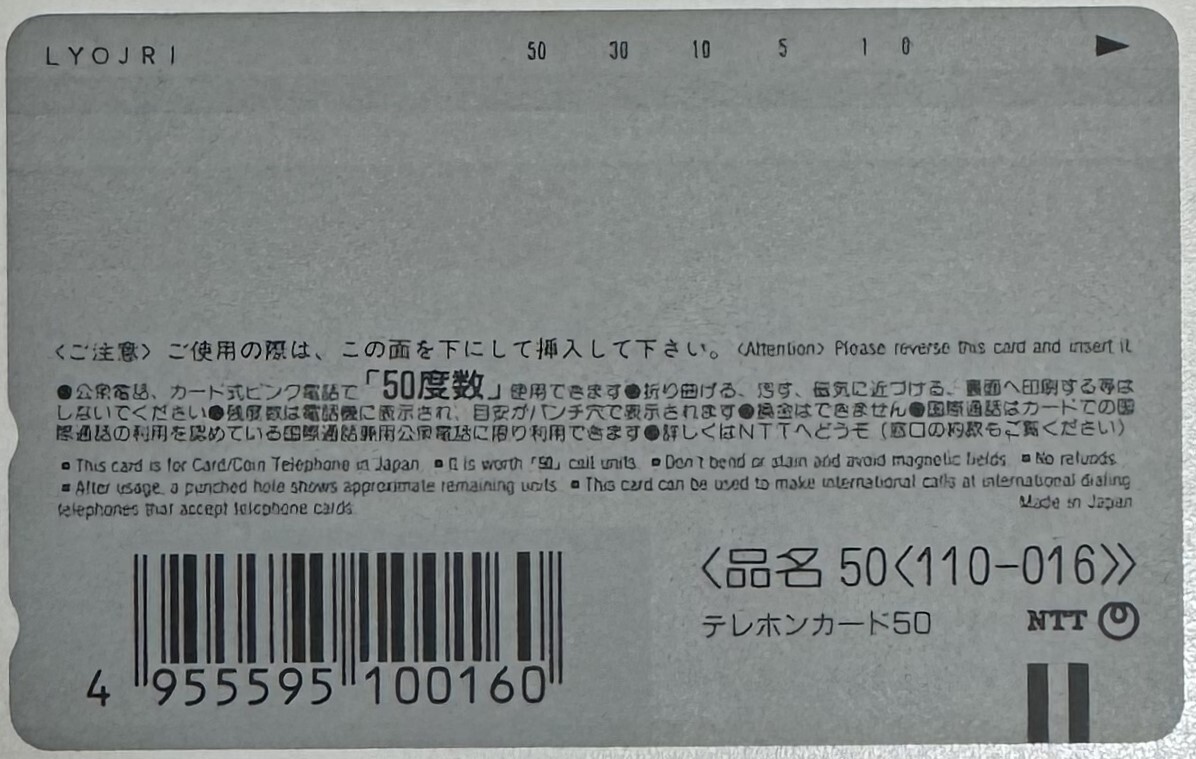 LYOJRI 50 30 10 5 1 0
〈ご注意〉ご使用の際は、この面を下にして挿入して下さい。〈Attention〉Please reverse this card and insert it.
●公衆電話、カード式ピンク電話で「50度数」使用できます●折り曲げる、汚す、磁気に近づける、裏面へ印刷する等は
しないでください●残度数は電話機に表示され、目安がパンチ穴で表示されます●換金はできません●国際通話はカードでの国
際通話の利用を認めている国際通話兼用公衆電話に限り利用できます●詳しくはNTTへどうぞ(窓口の約款もご覧ください)
▪This card is for Card/Coin Telephone in Japan. ▪It is worth「50」call units. ▪Don't bend or stain and avoid magnetic fields. ▪No refunds.
▪After usage, a punched hole shows approximate remaining units. ▪This card can be used to make international calls at international dialing
telephones that accept telephone cards.
Made in Japan
〈品名 50〈110-016〉〉
テレホンカード50
NTT
4 955595 100160